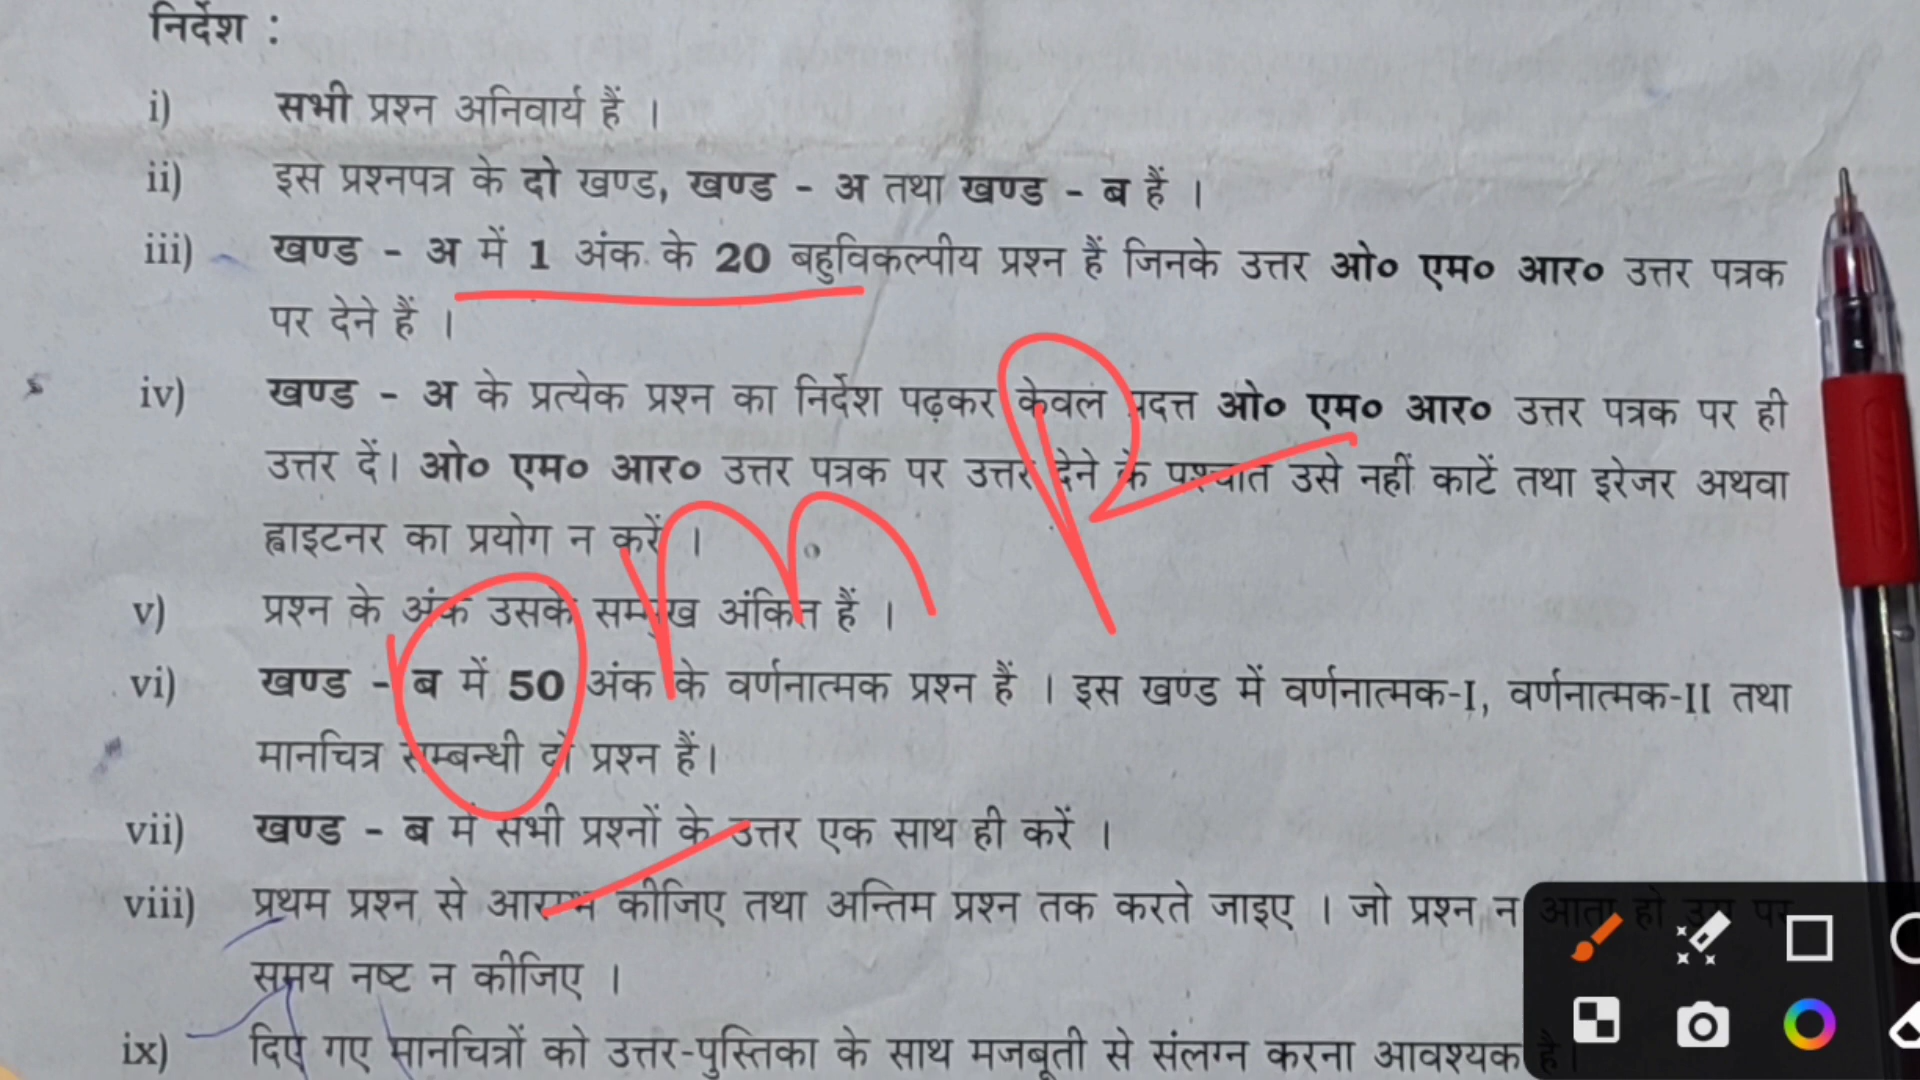 निर्देश :
i) सभी प्रश्न अनिवार्य हैं ।
ii) इस प्रश्नपत्र के दो खण्ड, खण्ड - अ तथा खण्ड - ब हैं ।
iii) खण्ड - अ में 1 अंक के 20 बहुविकल्पीय प्रश्न हैं जिनके उत्तर ओ० एम० आर० उत्तर पत्रक
पर देने हैं ।
iv) खण्ड - अ के प्रत्येक प्रश्न का निर्देश पढ़कर केवल प्रदत्त ओ० एम० आर० उत्तर पत्रक पर ही
उत्तर दें। ओ० एम० आर० उत्तर पत्रक पर उत्तर देने के पश्चात उसे नहीं काटें तथा इरेजर अथवा
ह्वाइटनर का प्रयोग न करें ।
v) प्रश्न के अंक उसके सम्मुख अंकित हैं ।
vi) खण्ड - ब में 50 अंक के वर्णनात्मक प्रश्न हैं । इस खण्ड में वर्णनात्मक-I, वर्णनात्मक-II तथा
मानचित्र सम्बन्धी दो प्रश्न हैं।
vii) खण्ड - ब में सभी प्रश्नों के उत्तर एक साथ ही करें ।
viii) प्रथम प्रश्न से आरम्भ कीजिए तथा अन्तिम प्रश्न तक करते जाइए । जो प्रश्न न आता हो उस पर
समय नष्ट न कीजिए ।
ix) दिए गए मानचित्रों को उत्तर-पुस्तिका के साथ मजबूती से संलग्न करना आवश्यक है।
O m R